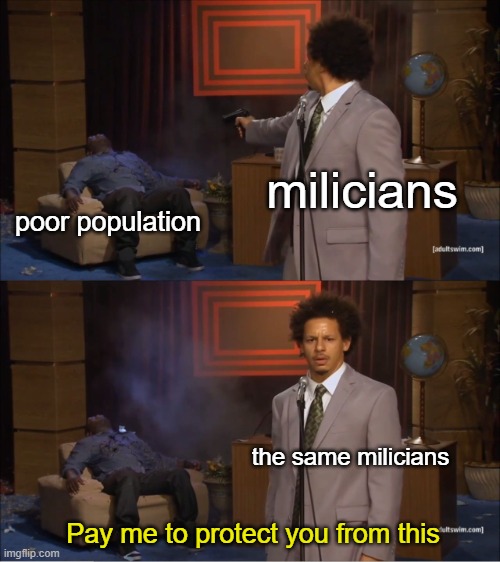 milicians
poor population
[adultswim.com]
the same milicians
Pay me to protect you from this
adultswim.com]
imgflip.com